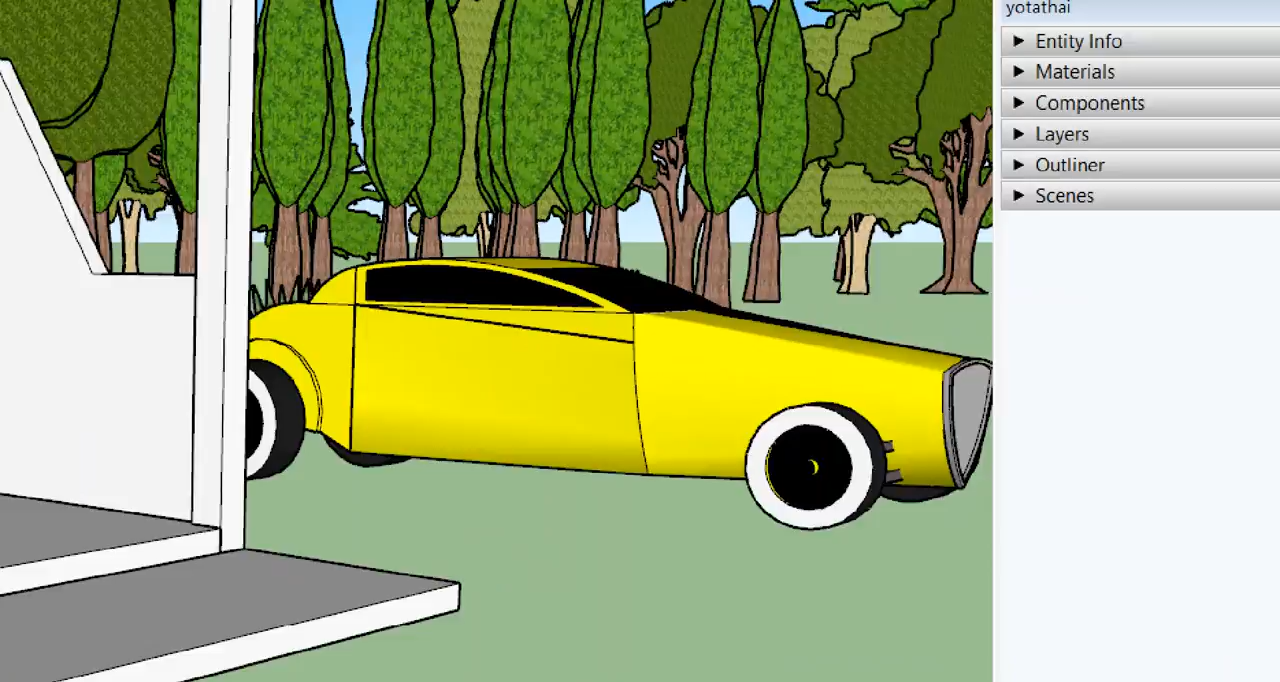 yotathai
Entity Info
Materials
Components
Layers
Outliner
Scenes